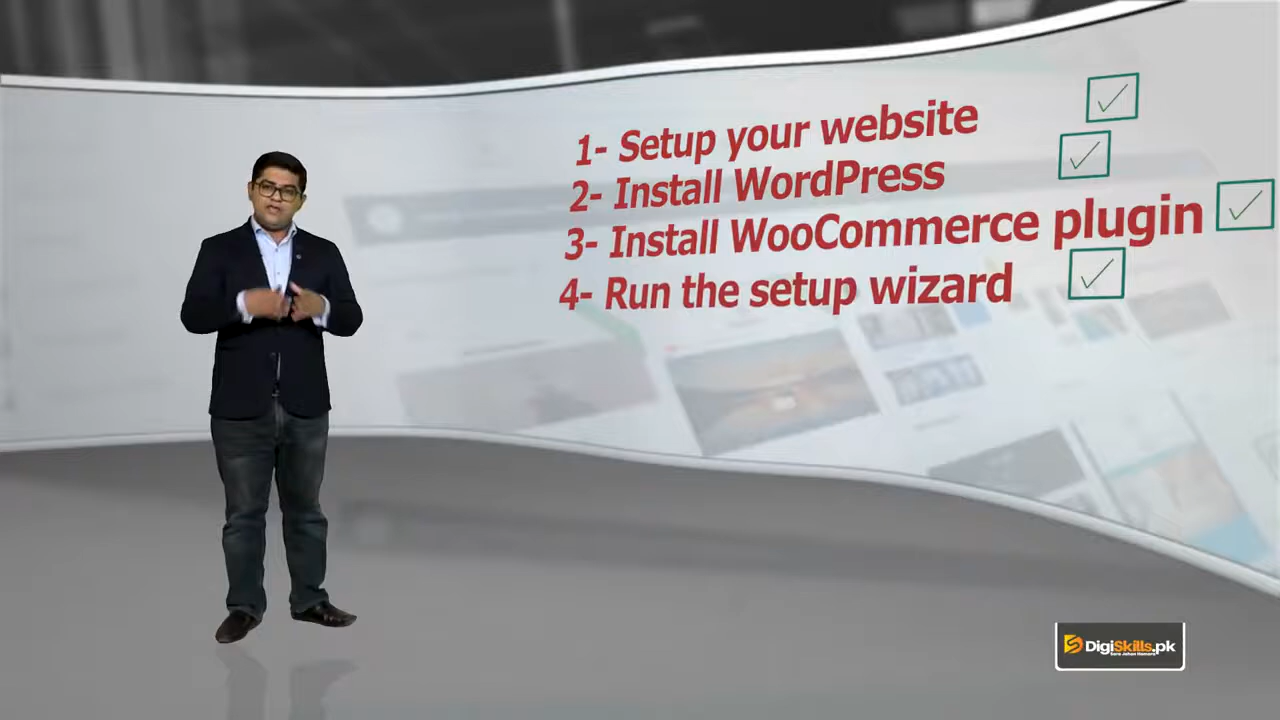 1- Setup your website
2- Install WordPress
3- Install WooCommerce plugin
4- Run the setup wizard
DigiSkills.pk